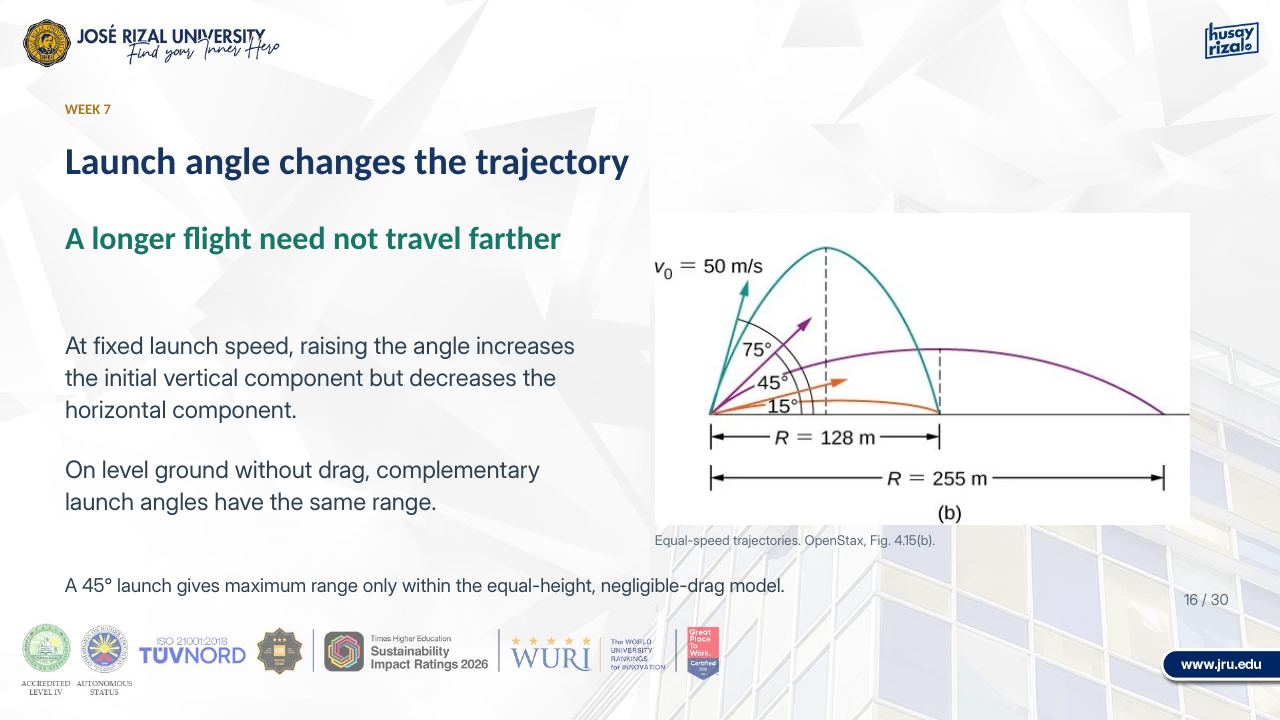 JOSÉ RIZAL UNIVERSITY
Find your Inner Hero
husay
rizal
WEEK 7
Launch angle changes the trajectory
A longer flight need not travel farther
At fixed launch speed, raising the angle increases
the initial vertical component but decreases the
horizontal component.
On level ground without drag, complementary
launch angles have the same range.
v₀ = 50 m/s
75°
45°
15°
R = 128 m
R = 255 m
(b)
Equal-speed trajectories. OpenStax, Fig. 4.15(b).
A 45° launch gives maximum range only within the equal-height, negligible-drag model.
16 / 30
ACCREDITED
LEVEL IV
AUTONOMOUS
STATUS
ISO 21001:2018
TÜVNORD
Times Higher Education
Sustainability
Impact Ratings 2026
WURI
The WORLD
UNIVERSITY
RANKINGS
for INNOVATION
Great
Place
To
Work.
Certified
www.jru.edu